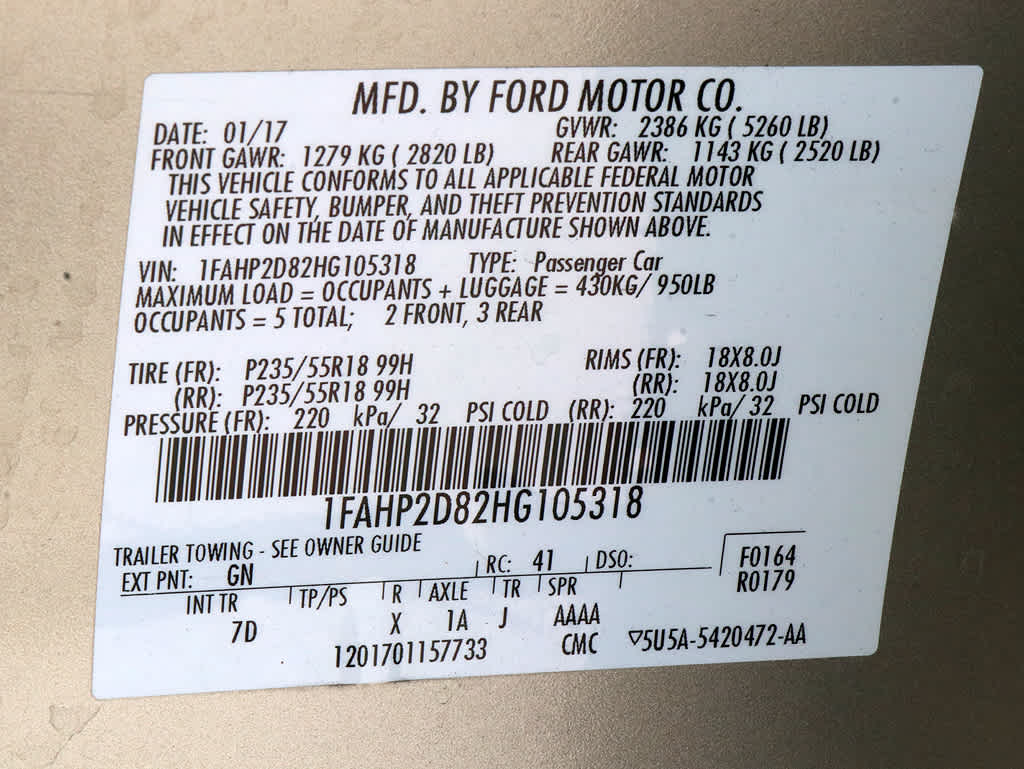 MFD. BY FORD MOTOR CO.
DATE: 01/17 GVWR: 2386 KG ( 5260 LB)
FRONT GAWR: 1279 KG ( 2820 LB) REAR GAWR: 1143 KG ( 2520 LB)
THIS VEHICLE CONFORMS TO ALL APPLICABLE FEDERAL MOTOR
VEHICLE SAFETY, BUMPER, AND THEFT PREVENTION STANDARDS
IN EFFECT ON THE DATE OF MANUFACTURE SHOWN ABOVE.
VIN: 1FAHP2D82HG105318 TYPE: Passenger Car
MAXIMUM LOAD = OCCUPANTS + LUGGAGE = 430KG/ 950LB
OCCUPANTS = 5 TOTAL; 2 FRONT, 3 REAR
TIRE (FR): P235/55R18 99H RIMS (FR): 18X8.0J
(RR): P235/55R18 99H (RR): 18X8.0J
PRESSURE (FR): 220 kPa/ 32 PSI COLD (RR): 220 kPa/ 32 PSI COLD
1FAHP2D82HG105318
TRAILER TOWING - SEE OWNER GUIDE
EXT PNT: GN RC: 41 DSO: F0164
R0179
INT TR TP/PS R AXLE TR SPR
7D X 1A J AAAA
1201701157733 CMC ▽5U5A-5420472-AA